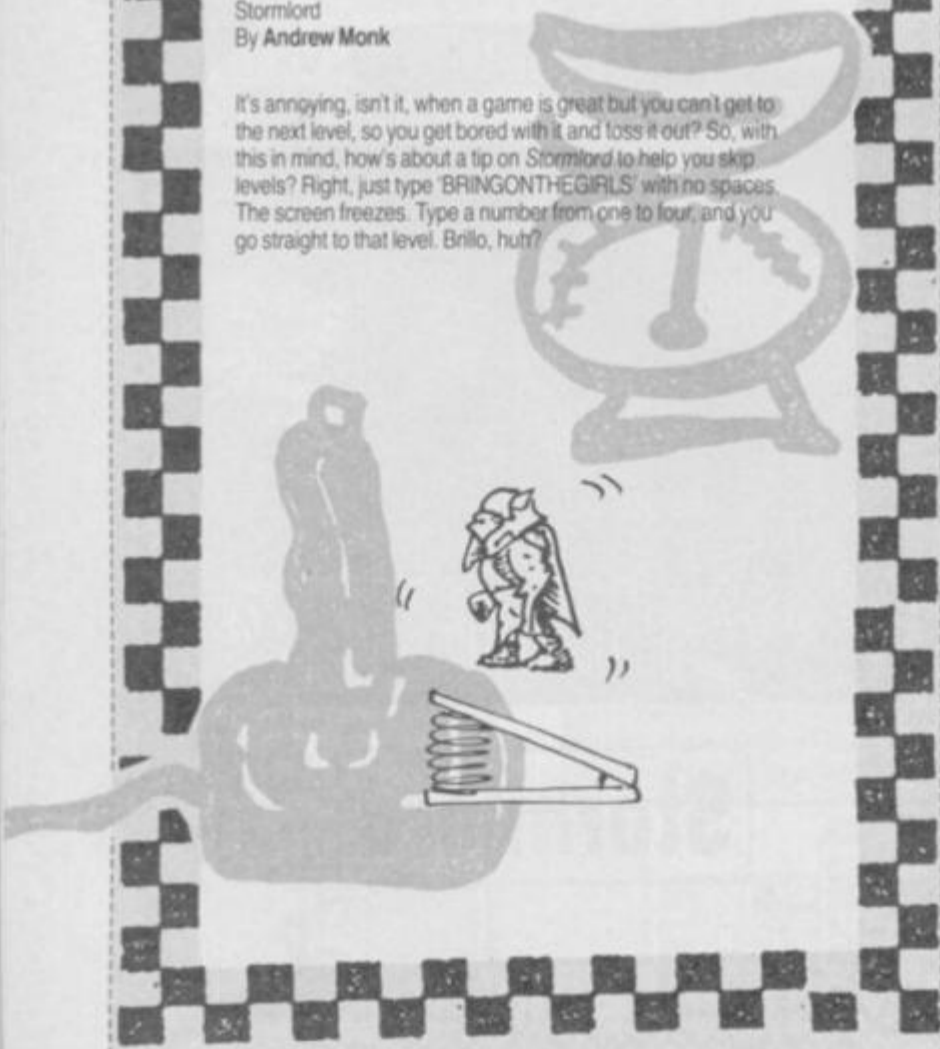 Stormlord
By Andrew Monk
It's annoying, isn't it, when a game is great but you can't get to
the next level, so you get bored with it and toss it out? So, with
this in mind, how's about a tip on Stormlord to help you skip
levels? Right, just type 'BRINGONTHEGIRLS' with no spaces.
The screen freezes. Type a number from one to four, and you
go straight to that level. Brillo, huh?